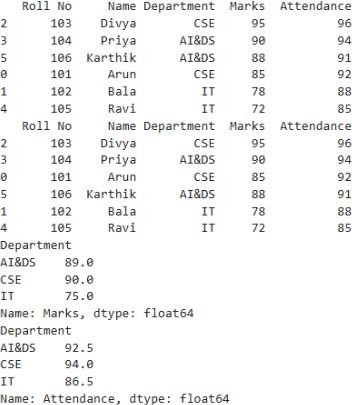 Roll No     Name Department  Marks  Attendance
2      103    Divya        CSE     95          96
3      104    Priya      AI&DS     90          94
5      106  Karthik      AI&DS     88          91
0      101     Arun        CSE     85          92
1      102     Bala         IT     78          88
4      105     Ravi         IT     72          85
   Roll No     Name Department  Marks  Attendance
2      103    Divya        CSE     95          96
3      104    Priya      AI&DS     90          94
0      101     Arun        CSE     85          92
5      106  Karthik      AI&DS     88          91
1      102     Bala         IT     78          88
4      105     Ravi         IT     72          85
Department
AI&DS    89.0
CSE      90.0
IT       75.0
Name: Marks, dtype: float64
Department
AI&DS    92.5
CSE      94.0
IT       86.5
Name: Attendance, dtype: float64